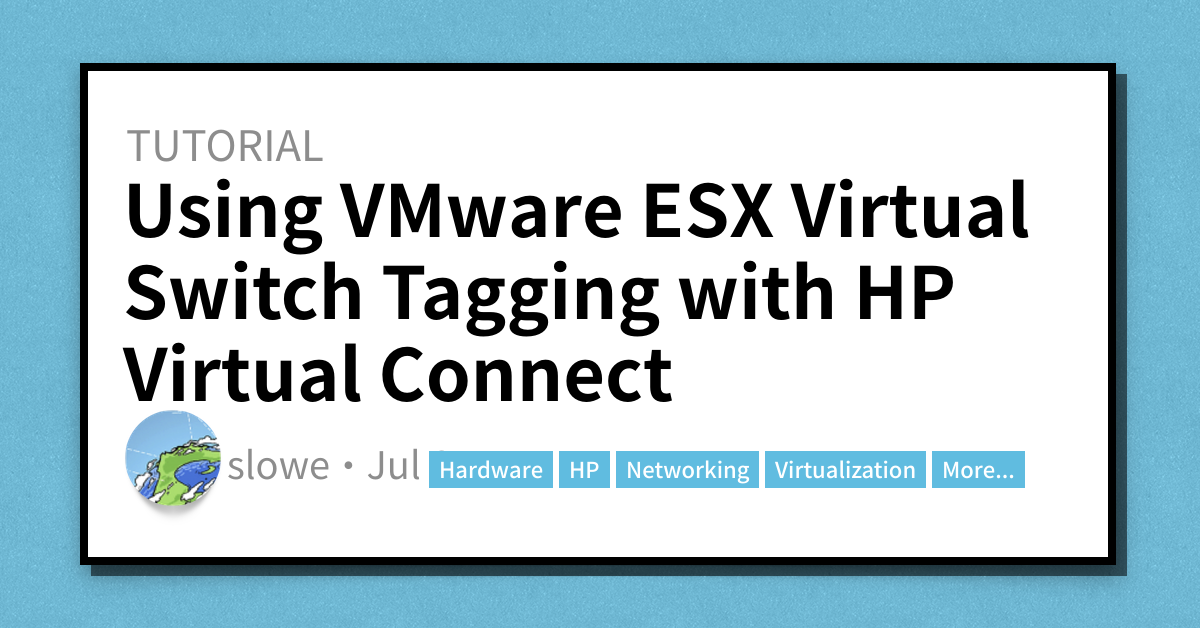 TUTORIAL
Using VMware ESX Virtual
Switch Tagging with HP
Virtual Connect
slowe • Jul Hardware HP Networking Virtualization More...